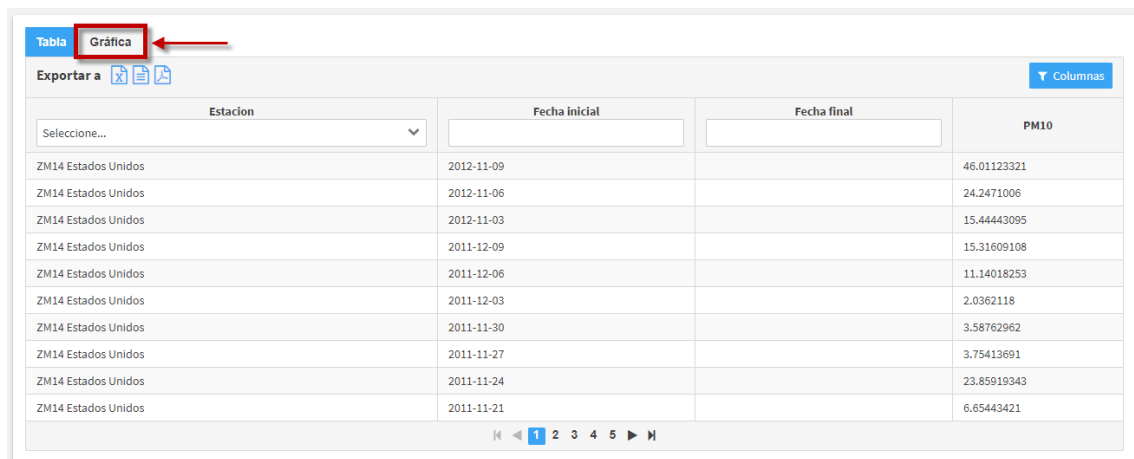 Tabla Gráfica
Exportar a Columnas
Estacion Fecha inicial Fecha final PM10
Seleccione...
ZM14 Estados Unidos 2012-11-09 46.01123321
ZM14 Estados Unidos 2012-11-06 24.2471006
ZM14 Estados Unidos 2012-11-03 15.44443095
ZM14 Estados Unidos 2011-12-09 15.31609108
ZM14 Estados Unidos 2011-12-06 11.14018253
ZM14 Estados Unidos 2011-12-03 2.0362118
ZM14 Estados Unidos 2011-11-30 3.58762962
ZM14 Estados Unidos 2011-11-27 3.75413691
ZM14 Estados Unidos 2011-11-24 23.85919343
ZM14 Estados Unidos 2011-11-21 6.65443421
1 2 3 4 5